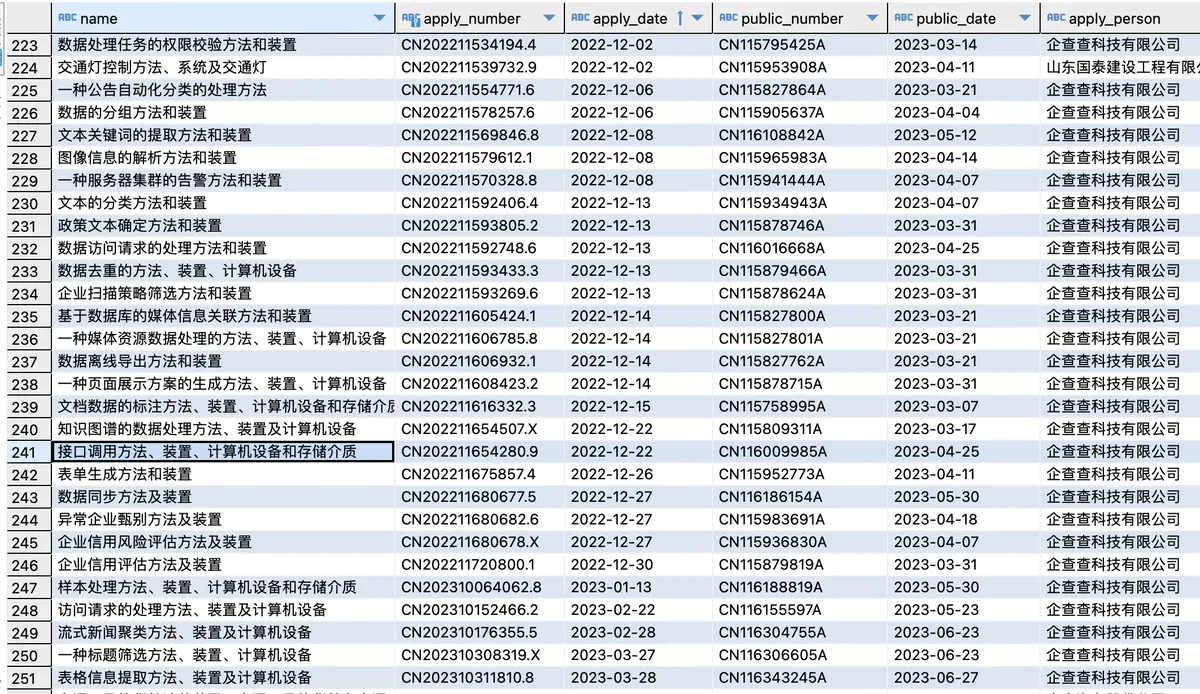 ABC name ABC apply_number ABC apply_date ABC public_number ABC public_date ABC apply_person
223 数据处理任务的权限校验方法和装置 CN202211534194.4 2022-12-02 CN115795425A 2023-03-14 企查查科技有限公司
224 交通灯控制方法、系统及交通灯 CN202211539732.9 2022-12-02 CN115953908A 2023-04-11 山东国泰建设工程有限
225 一种公告自动化分类的处理方法 CN202211554771.6 2022-12-06 CN115827864A 2023-03-21 企查查科技有限公司
226 数据的分组方法和装置 CN202211578257.6 2022-12-06 CN115905637A 2023-04-04 企查查科技有限公司
227 文本关键词的提取方法和装置 CN202211569846.8 2022-12-08 CN116108842A 2023-05-12 企查查科技有限公司
228 图像信息的解析方法和装置 CN202211579612.1 2022-12-08 CN115965983A 2023-04-14 企查查科技有限公司
229 一种服务器集群的告警方法和装置 CN202211570328.8 2022-12-08 CN115941444A 2023-04-07 企查查科技有限公司
230 文本的分类方法和装置 CN202211592406.4 2022-12-13 CN115934943A 2023-04-07 企查查科技有限公司
231 政策文本确定方法和装置 CN202211593805.2 2022-12-13 CN115878746A 2023-03-31 企查查科技有限公司
232 数据访问请求的处理方法和装置 CN202211592748.6 2022-12-13 CN116016668A 2023-04-25 企查查科技有限公司
233 数据去重的方法、装置、计算机设备 CN202211593433.3 2022-12-13 CN115879466A 2023-03-31 企查查科技有限公司
234 企业扫描策略筛选方法和装置 CN202211593269.6 2022-12-13 CN115878624A 2023-03-31 企查查科技有限公司
235 基于数据库的媒体信息关联方法和装置 CN202211605424.1 2022-12-14 CN115827800A 2023-03-21 企查查科技有限公司
236 一种媒体资源数据处理的方法、装置、计算机设备 CN202211606785.8 2022-12-14 CN115827801A 2023-03-21 企查查科技有限公司
237 数据离线导出方法和装置 CN202211606932.1 2022-12-14 CN115827762A 2023-03-21 企查查科技有限公司
238 一种页面展示方案的生成方法、装置、计算机设备 CN202211608423.2 2022-12-14 CN115878715A 2023-03-31 企查查科技有限公司
239 文档数据的标注方法、装置、计算机设备和存储介 CN202211616332.3 2022-12-15 CN115758995A 2023-03-07 企查查科技有限公司
240 知识图谱的数据处理方法、装置及计算机设备 CN202211654507.X 2022-12-22 CN115809311A 2023-03-17 企查查科技有限公司
241 接口调用方法、装置、计算机设备和存储介质 CN202211654280.9 2022-12-22 CN116009985A 2023-04-25 企查查科技有限公司
242 表单生成方法和装置 CN202211675857.4 2022-12-26 CN115952773A 2023-04-11 企查查科技有限公司
243 数据同步方法及装置 CN202211680677.5 2022-12-27 CN116186154A 2023-05-30 企查查科技有限公司
244 异常企业甄别方法及装置 CN202211680682.6 2022-12-27 CN115983691A 2023-04-18 企查查科技有限公司
245 企业信用风险评估方法及装置 CN202211680678.X 2022-12-27 CN115936830A 2023-04-07 企查查科技有限公司
246 企业信用评估方法及装置 CN202211720800.1 2022-12-30 CN115879819A 2023-03-31 企查查科技有限公司
247 样本处理方法、装置、计算机设备和存储介质 CN202310064062.8 2023-01-13 CN116188819A 2023-05-30 企查查科技有限公司
248 访问请求的处理方法、装置及计算机设备 CN202310152466.2 2023-02-22 CN116155597A 2023-05-23 企查查科技有限公司
249 流式新闻聚类方法、装置及计算机设备 CN202310176355.5 2023-02-28 CN116304755A 2023-06-23 企查查科技有限公司
250 一种标题筛选方法、装置、计算机设备 CN202310308319.X 2023-03-27 CN116306605A 2023-06-23 企查查科技有限公司
251 表格信息提取方法、装置及计算机设备 CN202310311810.8 2023-03-28 CN116343245A 2023-06-27 企查查科技有限公司